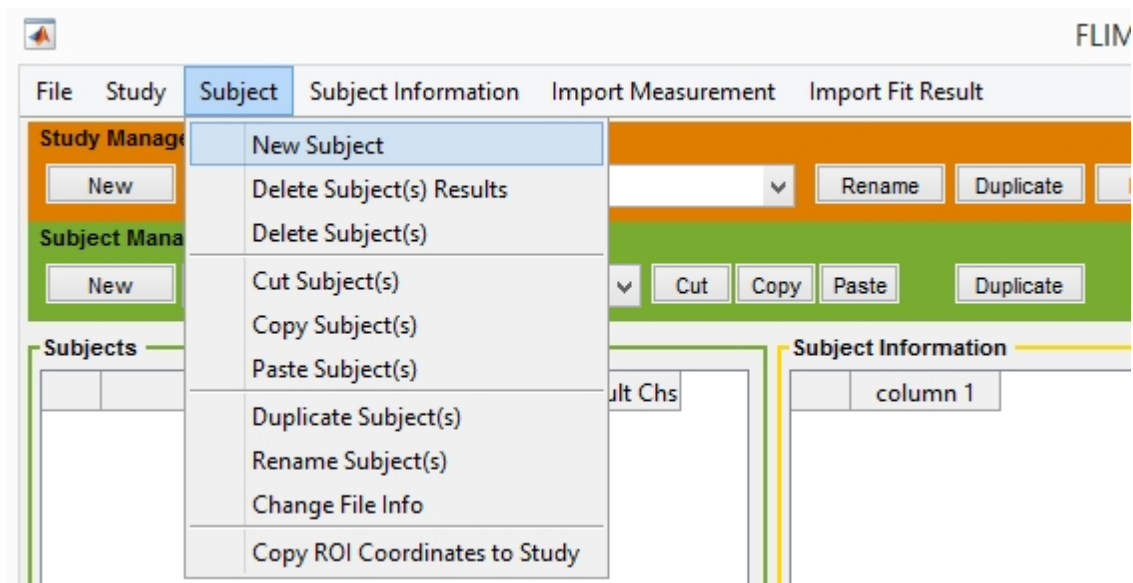 FLIM
File Study Subject Subject Information Import Measurement Import Fit Result
Study Manage
New Rename Duplicate
Subject Mana
New Cut Copy Paste Duplicate
New Subject
Delete Subject(s) Results
Delete Subject(s)
Cut Subject(s)
Copy Subject(s)
Paste Subject(s)
Duplicate Subject(s)
Rename Subject(s)
Change File Info
Copy ROI Coordinates to Study
Subjects
ult Chs
Subject Information
column 1